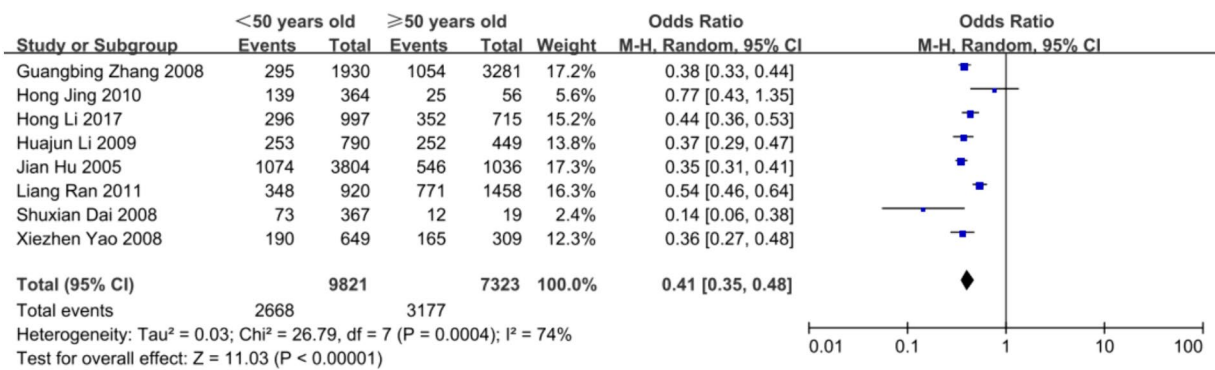 <50 years old ≥50 years old Odds Ratio Odds Ratio
Study or Subgroup Events Total Events Total Weight M-H, Random, 95% CI M-H, Random, 95% CI
Guangbing Zhang 2008 295 1930 1054 3281 17.2% 0.38 [0.33, 0.44]
Hong Jing 2010 139 364 25 56 5.6% 0.77 [0.43, 1.35]
Hong Li 2017 296 997 352 715 15.2% 0.44 [0.36, 0.53]
Huajun Li 2009 253 790 252 449 13.8% 0.37 [0.29, 0.47]
Jian Hu 2005 1074 3804 546 1036 17.3% 0.35 [0.31, 0.41]
Liang Ran 2011 348 920 771 1458 16.3% 0.54 [0.46, 0.64]
Shuxian Dai 2008 73 367 12 19 2.4% 0.14 [0.06, 0.38]
Xiezhen Yao 2008 190 649 165 309 12.3% 0.36 [0.27, 0.48]
Total (95% CI) 9821 7323 100.0% 0.41 [0.35, 0.48]
Total events 2668 3177
Heterogeneity: Tau² = 0.03; Chi² = 26.79, df = 7 (P = 0.0004); I² = 74%
Test for overall effect: Z = 11.03 (P < 0.00001)
0.01 0.1 1 10 100